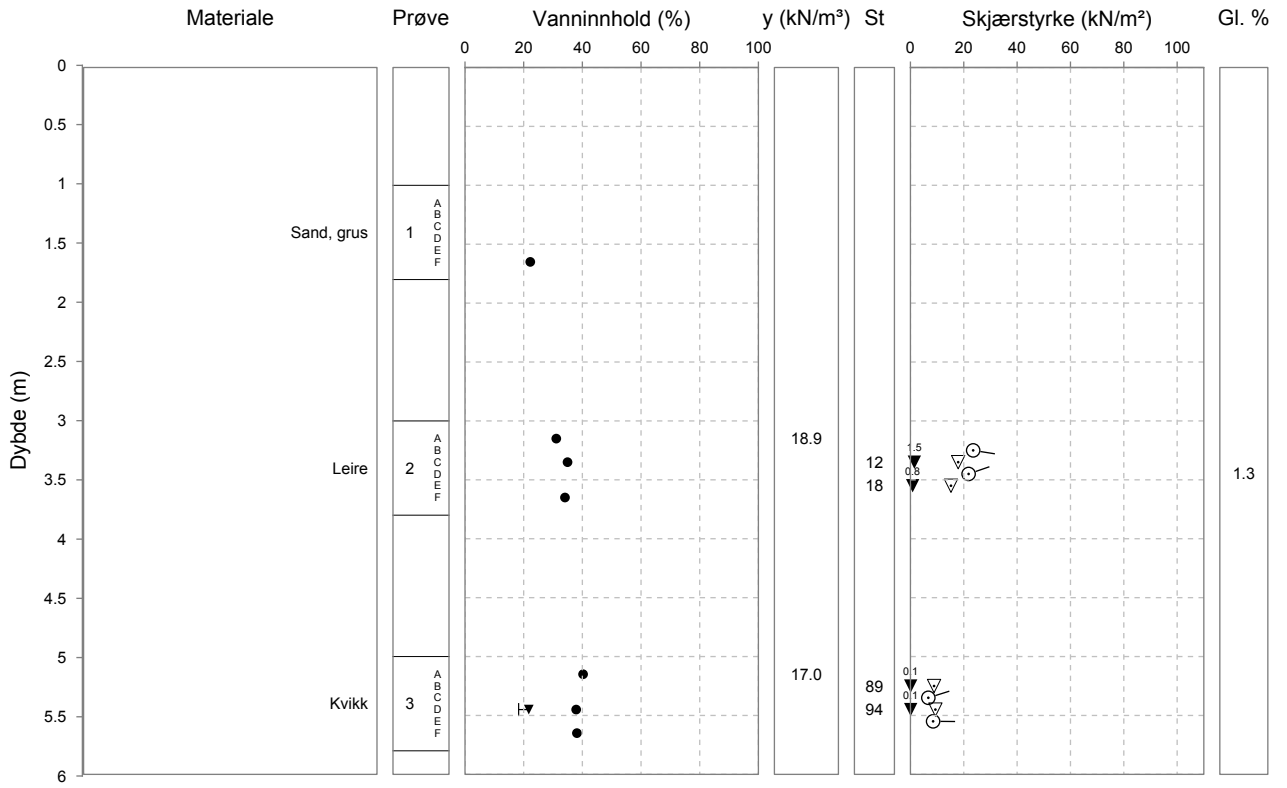 Materiale Prøve Vanninnhold (%) y (kN/m³) St Skjærstyrke (kN/m²) Gl. %
0 20 40 60 80 100 0 20 40 60 80 100
Dybde (m)
0
0.5
1
A
B
Sand, grus 1 C
D
1.5 E
F
2
2.5
3
A 18.9
B 1.5
Leire 2 C 12
D 0.8 1.3
3.5 E 18
F
4
4.5
5
A 17.0 0.1
B 89
Kvikk 3 C 0.1
D 94
5.5 E
F
6